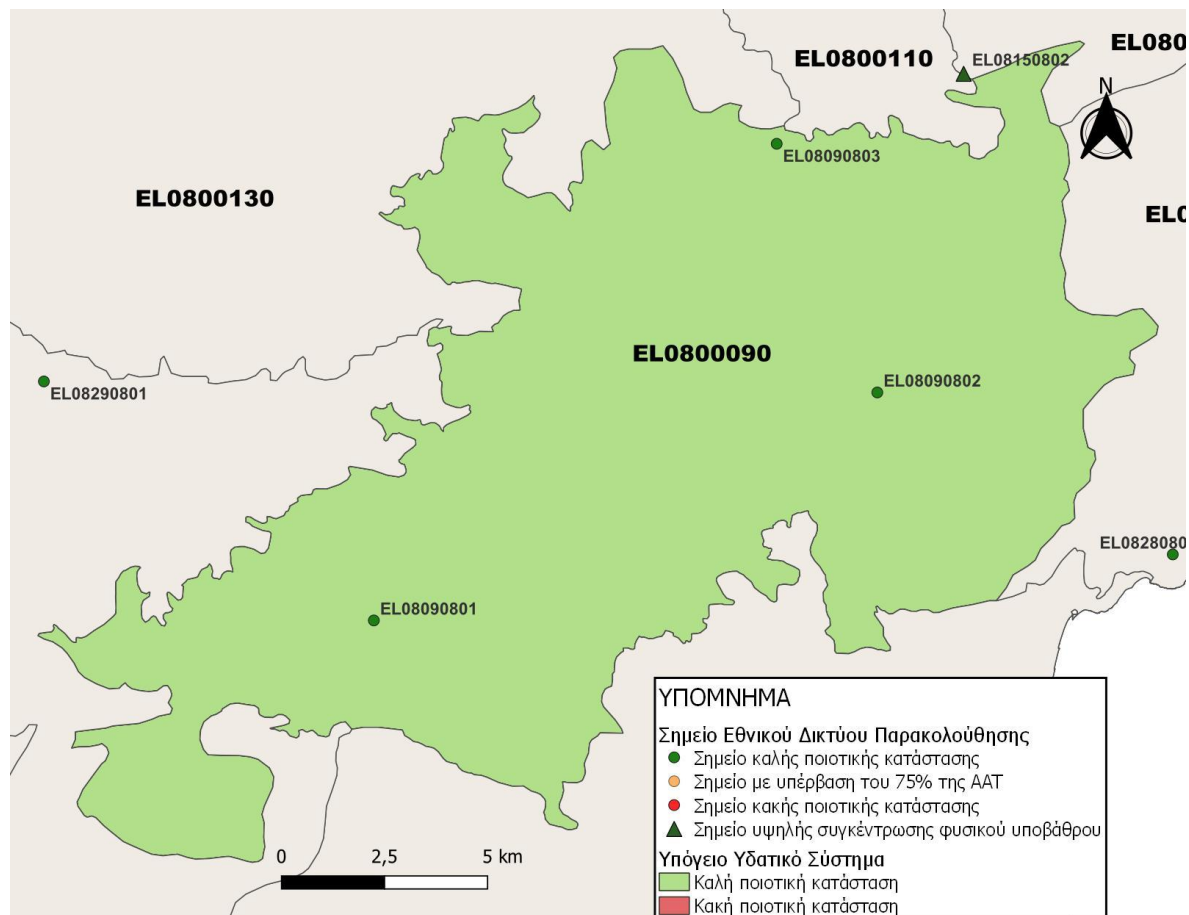 EL0800110
EL080
EL08150802
N
EL08090803
EL0800130
EL0
EL0800090
EL08290801
EL08090802
EL0828080
EL08090801
ΥΠΟΜΝΗΜΑ
Σημείο Εθνικού Δικτύου Παρακολούθησης
Σημείο καλής ποιοτικής κατάστασης
Σημείο με υπέρβαση του 75% της ΑΑΤ
Σημείο κακής ποιοτικής κατάστασης
Σημείο υψηλής συγκέντρωσης φυσικού υποβάθρου
Υπόγειο Υδατικό Σύστημα
Καλή ποιοτική κατάσταση
Κακή ποιοτική κατάσταση
0 2,5 5 km